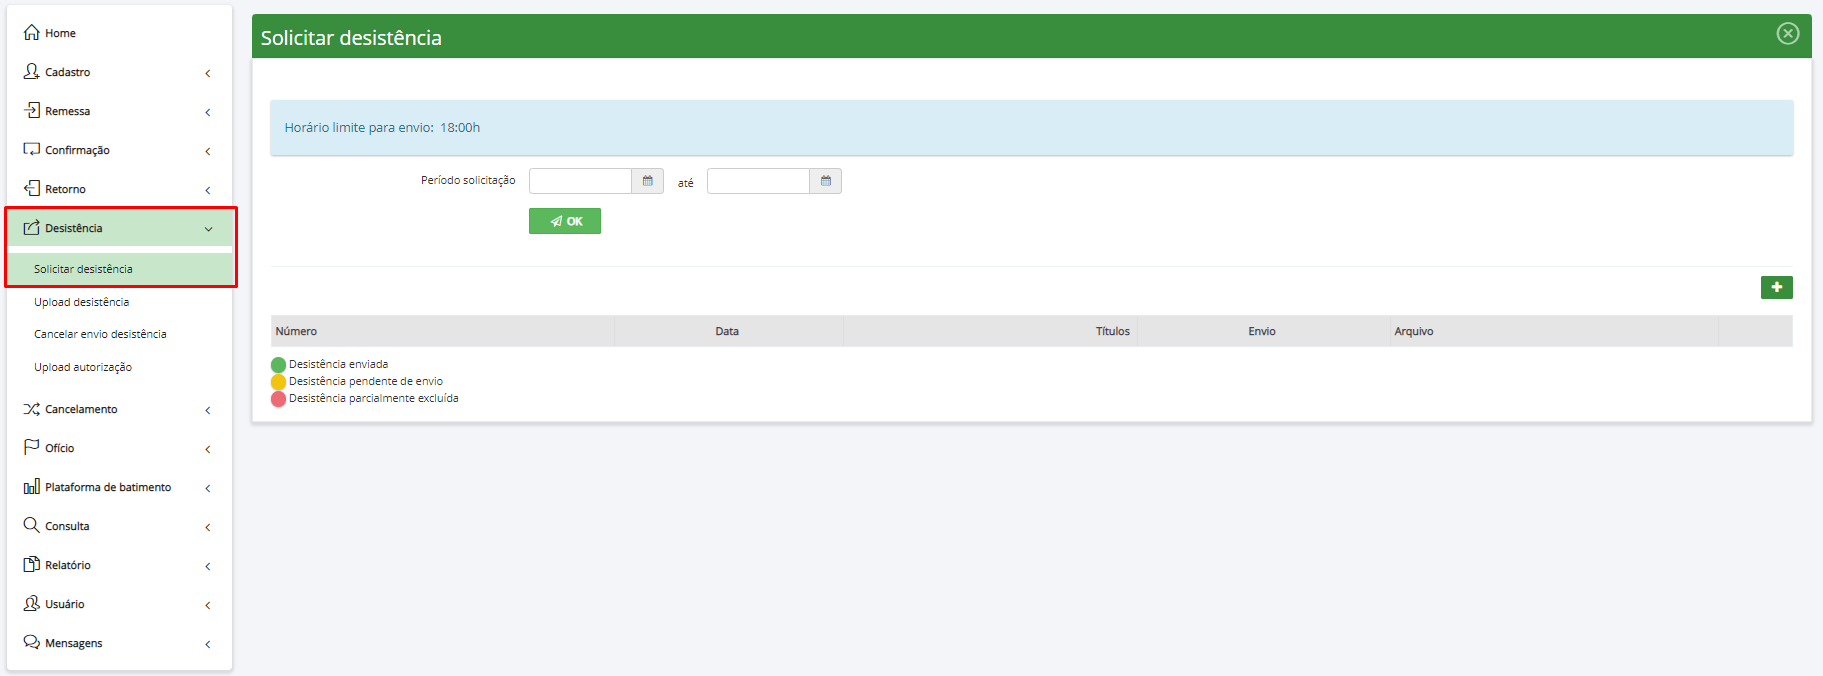 Home
Cadastro
Remessa
Confirmação
Retorno
Desistência
Solicitar desistência
Upload desistência
Cancelar envio desistência
Upload autorização
Cancelamento
Ofício
Plataforma de batimento
Consulta
Relatório
Usuário
Mensagens
Solicitar desistência
Horário limite para envio: 18:00h
Período solicitação até
OK
Número Data Títulos Envio Arquivo
Desistência enviada
Desistência pendente de envio
Desistência parcialmente excluída